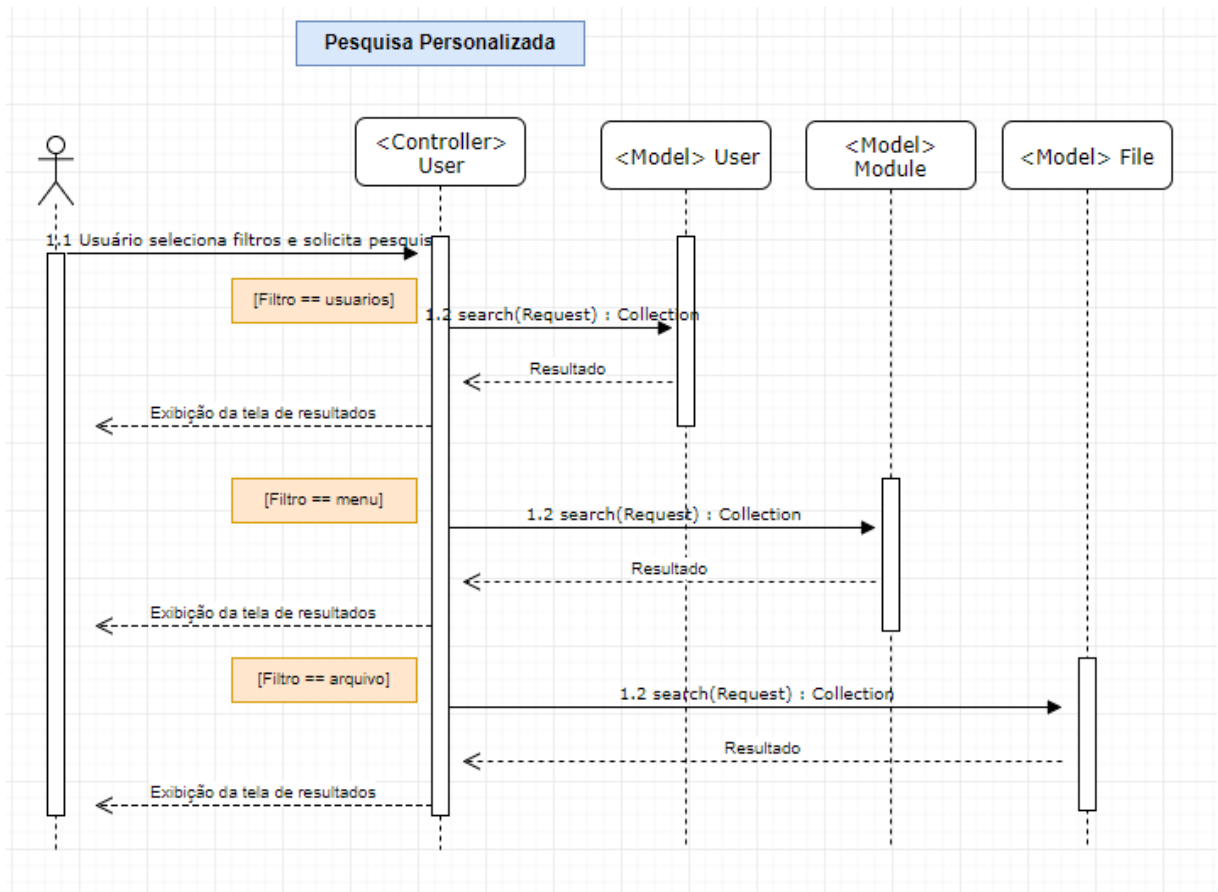 Pesquisa Personalizada
<Controller>
User
<Model> User
<Model>
Module
<Model> File
1.1 Usuário seleciona filtros e solicita pesquis
[Filtro == usuarios]
1.2 search(Request) : Collection
Resultado
Exibição da tela de resultados
[Filtro == menu]
1.2 search(Request) : Collection
Resultado
Exibição da tela de resultados
[Filtro == arquivo]
1.2 search(Request) : Collection
Resultado
Exibição da tela de resultados